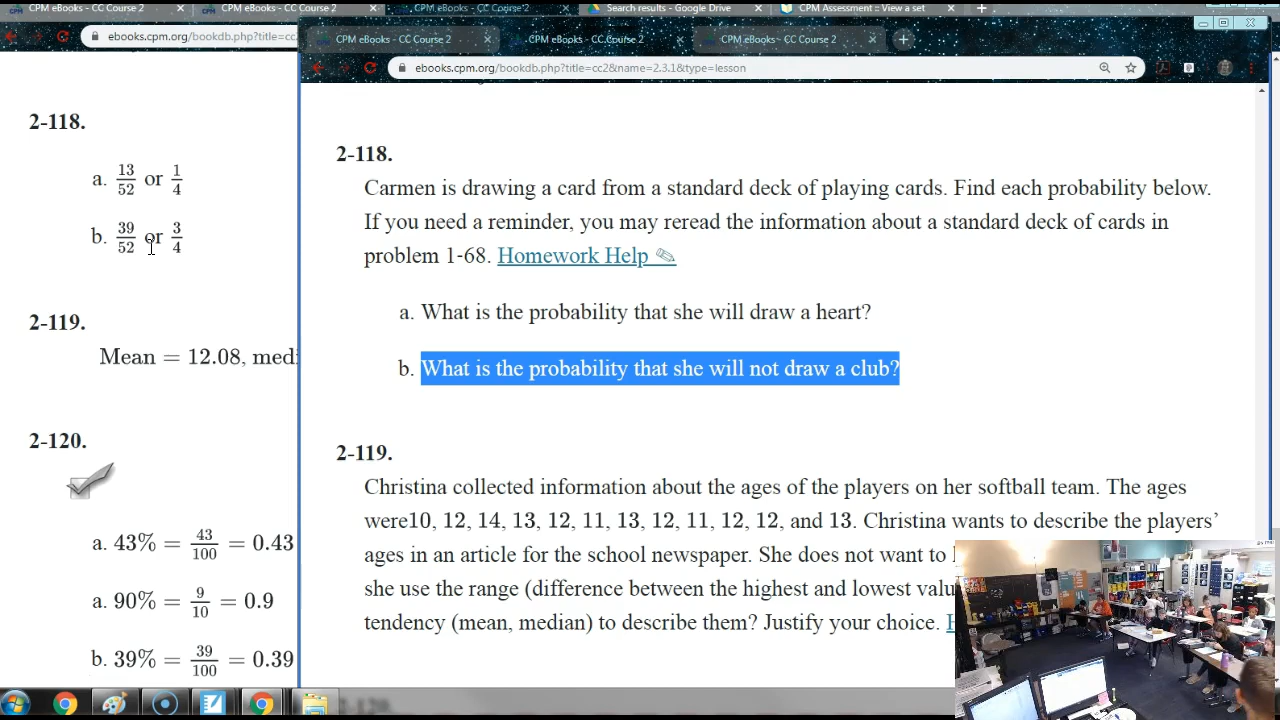 CPM eBooks - CC Course 2
CPM eBooks - CC Course 2
CPM eBooks - CC Course 2
Search results - Google Drive
CPM Assessment :: View a set
ebooks.cpm.org/bookdb.php?title=cc2
2-118.
a. 13/52 or 1/4
b. 39/52 or 3/4
2-119.
Mean = 12.08, medi
2-120.
a. 43% = 43/100 = 0.43
a. 90% = 9/10 = 0.9
b. 39% = 39/100 = 0.39
CPM eBooks - CC Course 2
CPM eBooks - CC Course 2
CPM eBooks - CC Course 2
ebooks.cpm.org/bookdb.php?title=cc2&name=2.3.1&type=lesson
2-118.
Carmen is drawing a card from a standard deck of playing cards. Find each probability below.
If you need a reminder, you may reread the information about a standard deck of cards in
problem 1-68. Homework Help
a. What is the probability that she will draw a heart?
b. What is the probability that she will not draw a club?
2-119.
Christina collected information about the ages of the players on her softball team. The ages
were10, 12, 14, 13, 12, 11, 13, 12, 11, 12, 12, and 13. Christina wants to describe the players'
ages in an article for the school newspaper. She does not want to
she use the range (difference between the highest and lowest valu
tendency (mean, median) to describe them? Justify your choice.